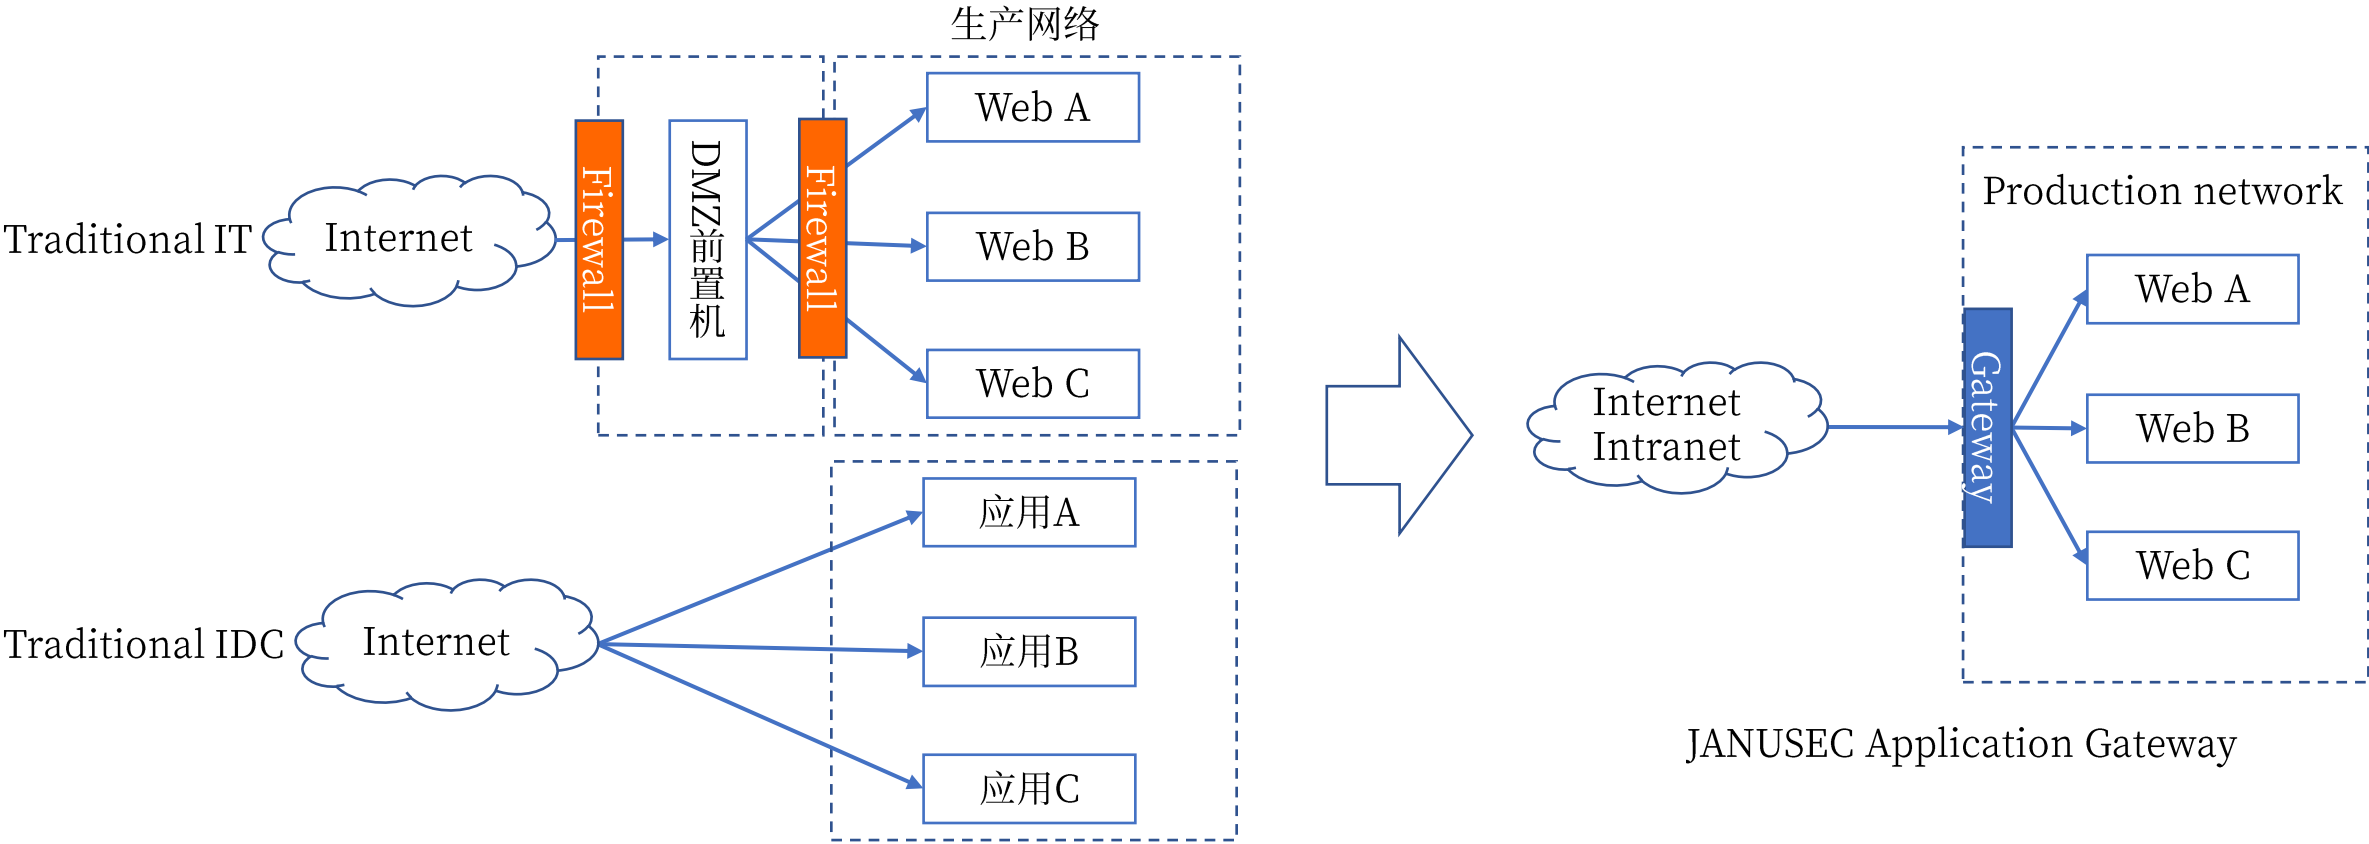 生产网络
Traditional IT
Internet
Firewall
DMZ前置机
Firewall
Web A
Web B
Web C
Traditional IDC
Internet
应用A
应用B
应用C
Internet
Intranet
Gateway
Production network
Web A
Web B
Web C
JANUSEC Application Gateway